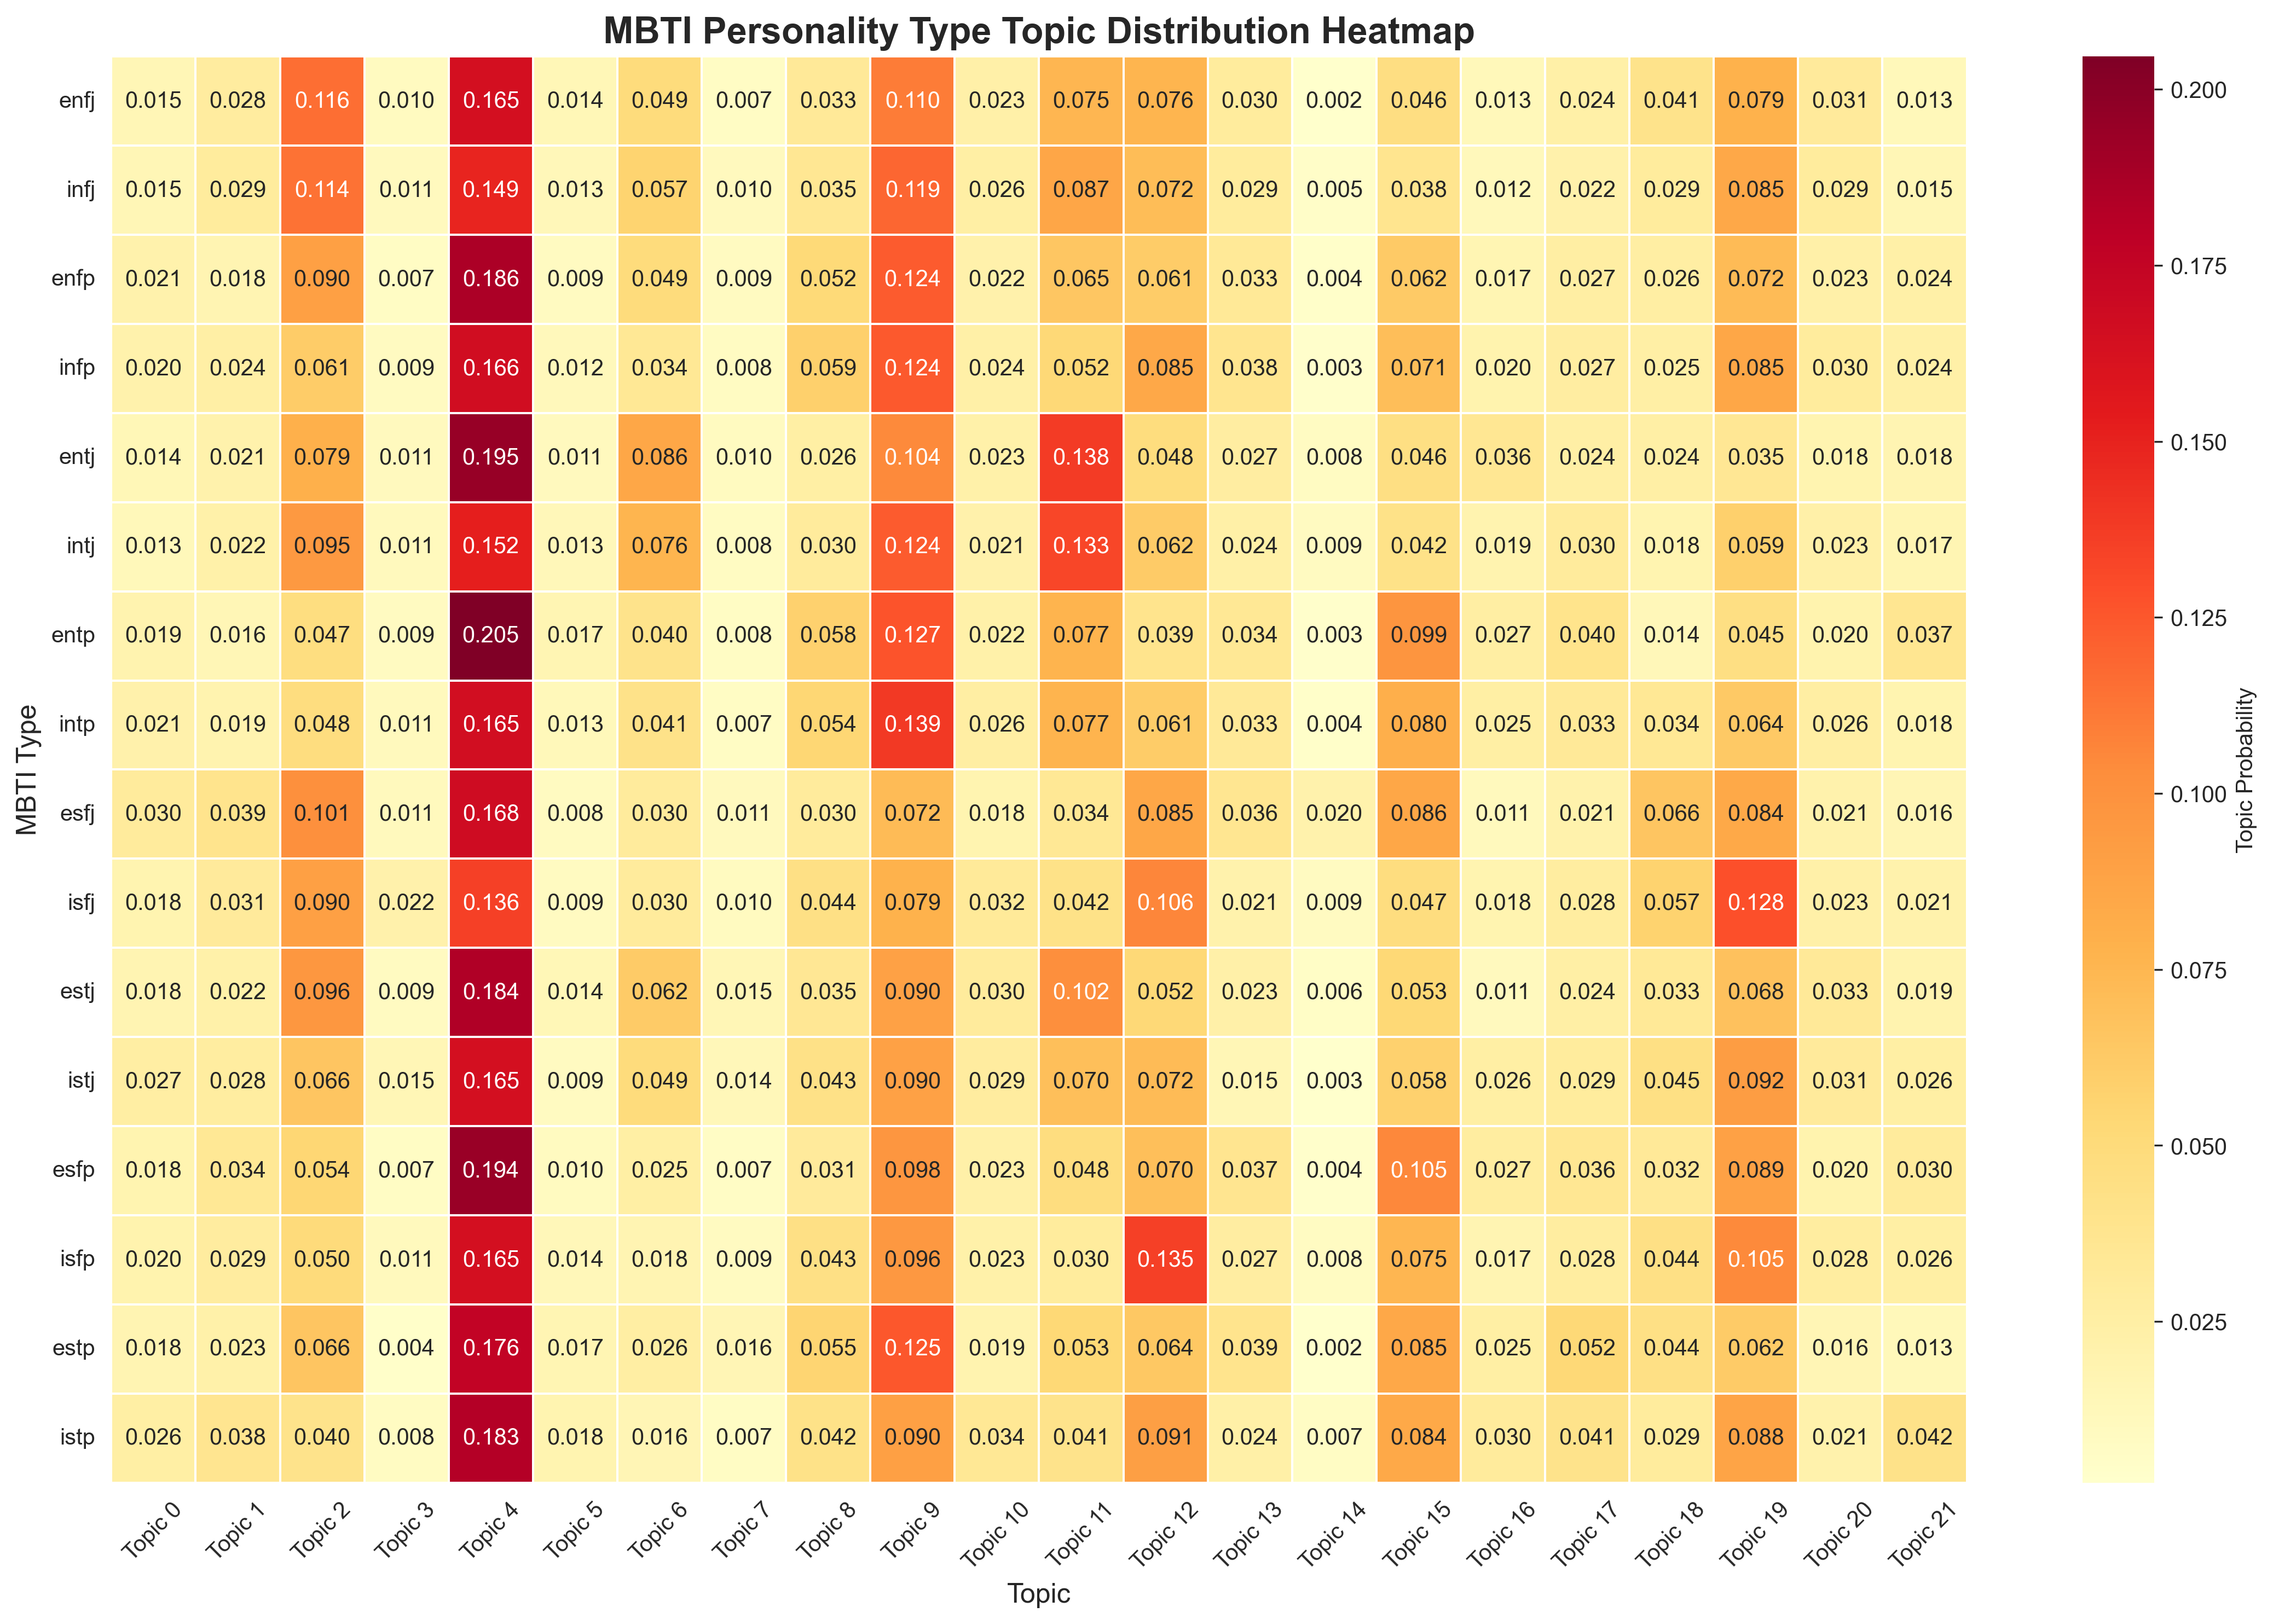 MBTI Personality Type Topic Distribution Heatmap
enfj 0.015 0.028 0.116 0.010 0.165 0.014 0.049 0.007 0.033 0.110 0.023 0.075 0.076 0.030 0.002 0.046 0.013 0.024 0.041 0.079 0.031 0.013
infj 0.015 0.029 0.114 0.011 0.149 0.013 0.057 0.010 0.035 0.119 0.026 0.087 0.072 0.029 0.005 0.038 0.012 0.022 0.029 0.085 0.029 0.015
enfp 0.021 0.018 0.090 0.007 0.186 0.009 0.049 0.009 0.052 0.124 0.022 0.065 0.061 0.033 0.004 0.062 0.017 0.027 0.026 0.072 0.023 0.024
infp 0.020 0.024 0.061 0.009 0.166 0.012 0.034 0.008 0.059 0.124 0.024 0.052 0.085 0.038 0.003 0.071 0.020 0.027 0.025 0.085 0.030 0.024
entj 0.014 0.021 0.079 0.011 0.195 0.011 0.086 0.010 0.026 0.104 0.023 0.138 0.048 0.027 0.008 0.046 0.036 0.024 0.024 0.035 0.018 0.018
intj 0.013 0.022 0.095 0.011 0.152 0.013 0.076 0.008 0.030 0.124 0.021 0.133 0.062 0.024 0.009 0.042 0.019 0.030 0.018 0.059 0.023 0.017
entp 0.019 0.016 0.047 0.009 0.205 0.017 0.040 0.008 0.058 0.127 0.022 0.077 0.039 0.034 0.003 0.099 0.027 0.040 0.014 0.045 0.020 0.037
intp 0.021 0.019 0.048 0.011 0.165 0.013 0.041 0.007 0.054 0.139 0.026 0.077 0.061 0.033 0.004 0.080 0.025 0.033 0.034 0.064 0.026 0.018
esfj 0.030 0.039 0.101 0.011 0.168 0.008 0.030 0.011 0.030 0.072 0.018 0.034 0.085 0.036 0.020 0.086 0.011 0.021 0.066 0.084 0.021 0.016
isfj 0.018 0.031 0.090 0.022 0.136 0.009 0.030 0.010 0.044 0.079 0.032 0.042 0.106 0.021 0.009 0.047 0.018 0.028 0.057 0.128 0.023 0.021
estj 0.018 0.022 0.096 0.009 0.184 0.014 0.062 0.015 0.035 0.090 0.030 0.102 0.052 0.023 0.006 0.053 0.011 0.024 0.033 0.068 0.033 0.019
istj 0.027 0.028 0.066 0.015 0.165 0.009 0.049 0.014 0.043 0.090 0.029 0.070 0.072 0.015 0.003 0.058 0.026 0.029 0.045 0.092 0.031 0.026
esfp 0.018 0.034 0.054 0.007 0.194 0.010 0.025 0.007 0.031 0.098 0.023 0.048 0.070 0.037 0.004 0.105 0.027 0.036 0.032 0.089 0.020 0.030
isfp 0.020 0.029 0.050 0.011 0.165 0.014 0.018 0.009 0.043 0.096 0.023 0.030 0.135 0.027 0.008 0.075 0.017 0.028 0.044 0.105 0.028 0.026
estp 0.018 0.023 0.066 0.004 0.176 0.017 0.026 0.016 0.055 0.125 0.019 0.053 0.064 0.039 0.002 0.085 0.025 0.052 0.044 0.062 0.016 0.013
istp 0.026 0.038 0.040 0.008 0.183 0.018 0.016 0.007 0.042 0.090 0.034 0.041 0.091 0.024 0.007 0.084 0.030 0.041 0.029 0.088 0.021 0.042
Topic 0 Topic 1 Topic 2 Topic 3 Topic 4 Topic 5 Topic 6 Topic 7 Topic 8 Topic 9 Topic 10 Topic 11 Topic 12 Topic 13 Topic 14 Topic 15 Topic 16 Topic 17 Topic 18 Topic 19 Topic 20 Topic 21
Topic
MBTI Type
0.200
0.175
0.150
0.125
0.100
0.075
0.050
0.025
Topic Probability